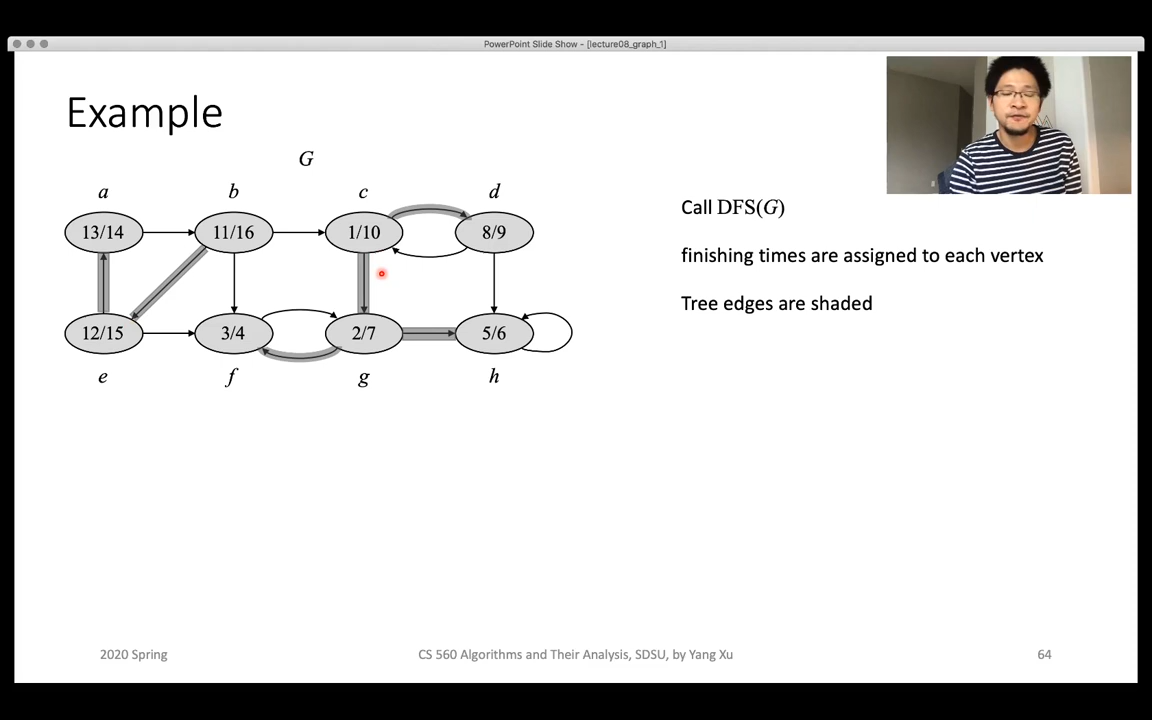 PowerPoint Slide Show - [lecture08_graph_1]
Example
G
a b c d
13/14 11/16 1/10 8/9
12/15 3/4 2/7 5/6
e f g h
Call DFS(G)
finishing times are assigned to each vertex
Tree edges are shaded
2020 Spring CS 560 Algorithms and Their Analysis, SDSU, by Yang Xu 64